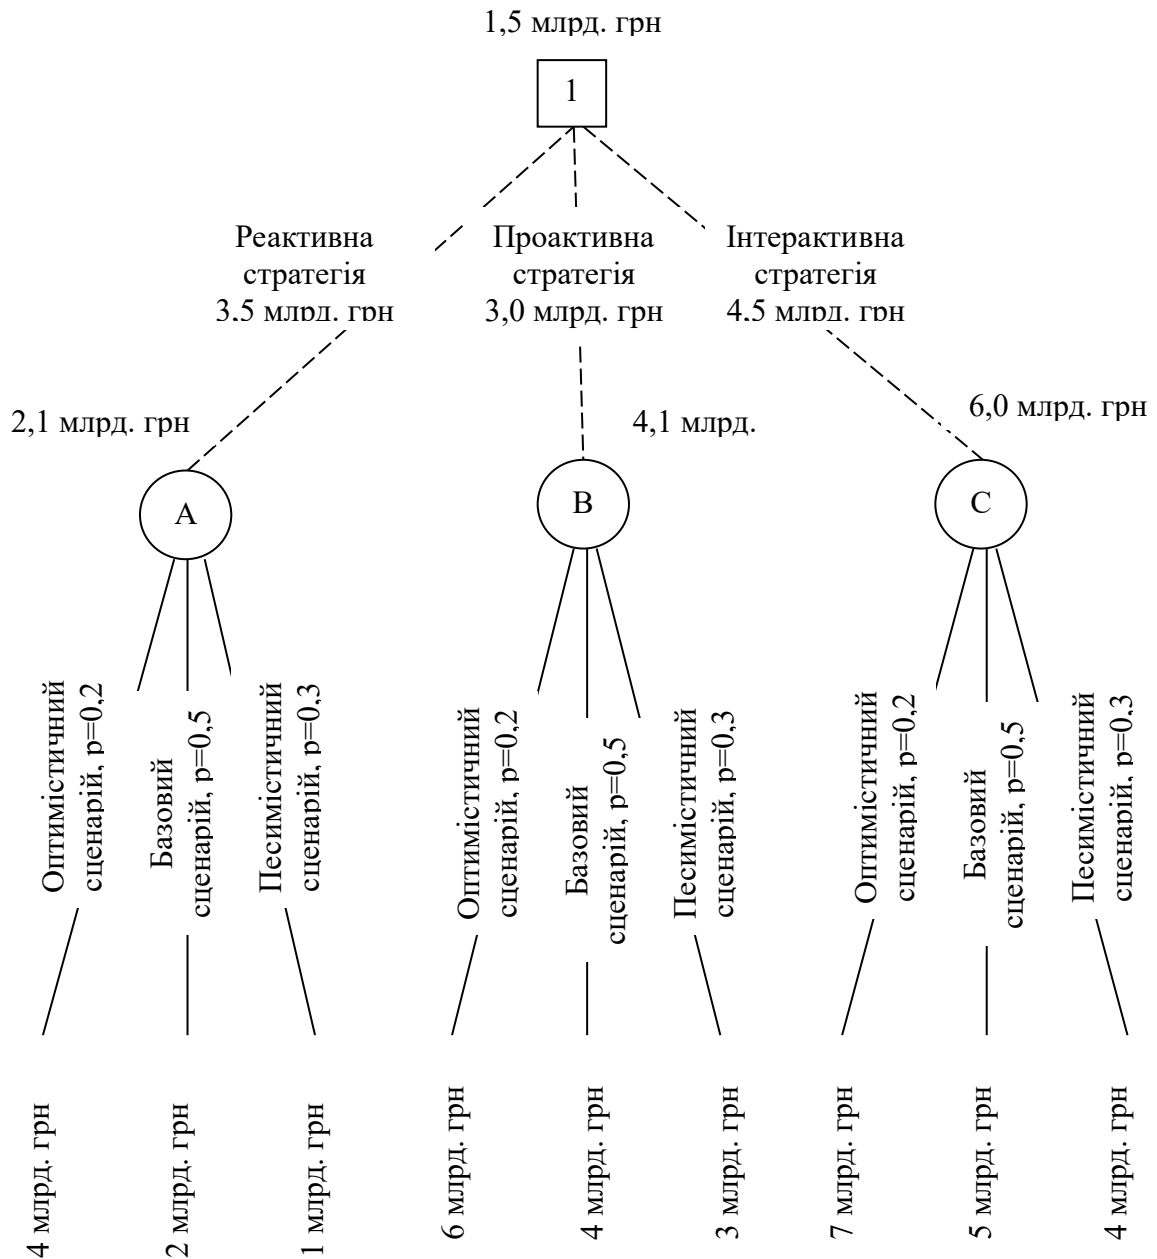 1,5 млрд. грн
1
Реактивна
стратегія
3,5 млрд. грн
Проактивна
стратегія
3,0 млрд. грн
Інтерактивна
стратегія
4,5 млрд. грн
2,1 млрд. грн
4,1 млрд.
6,0 млрд. грн
А
В
С
Оптимістичний
сценарій, р=0,2
Базовий
сценарій, р=0,5
Песимістичний
сценарій, р=0,3
Оптимістичний
сценарій, р=0,2
Базовий
сценарій, р=0,5
Песимістичний
сценарій, р=0,3
Оптимістичний
сценарій, р=0,2
Базовий
сценарій, р=0,5
Песимістичний
сценарій, р=0,3
4 млрд. грн
2 млрд. грн
1 млрд. грн
6 млрд. грн
4 млрд. грн
3 млрд. грн
7 млрд. грн
5 млрд. грн
4 млрд. грн